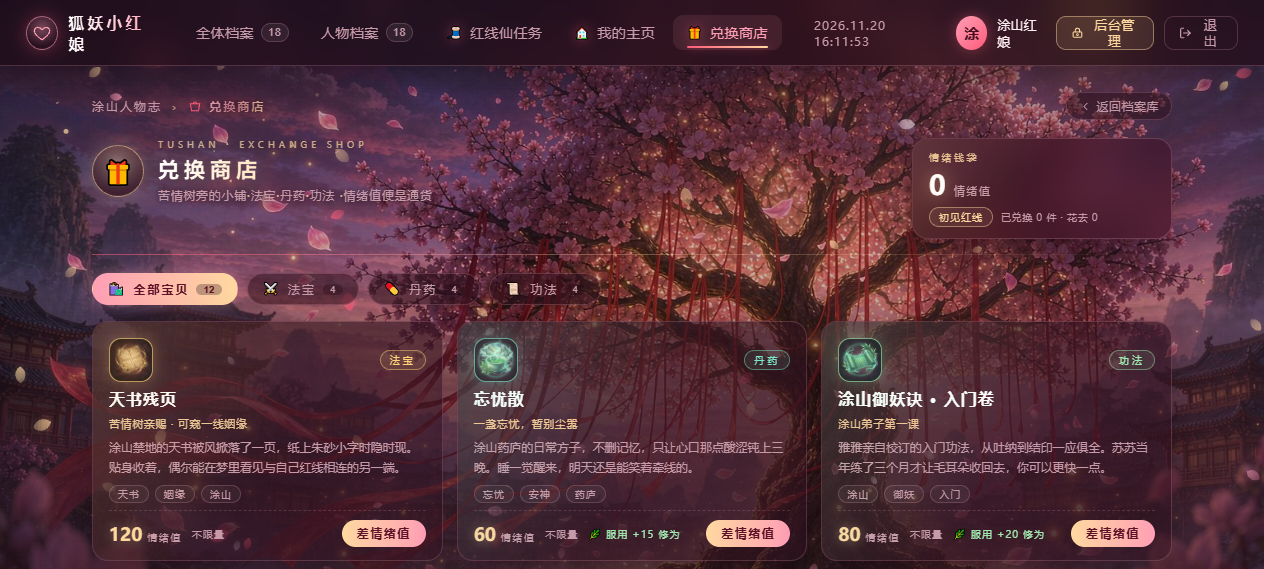 狐妖小红
娘
全体档案 18
人物档案 18
红线仙任务
我的主页
兑换商店
2026.11.20
16:11:53
涂
涂山红
娘
后台管
理
退
出
涂山人物志 › 兑换商店
‹ 返回档案库
TUSHAN · EXCHANGE SHOP
兑换商店
苦情树旁的小铺·法宝·丹药·功法 ·情绪值便是通货
情绪钱袋
0 情绪值
初见红线 已兑换 0 件 · 花去 0
全部宝贝 12
法宝 4
丹药 4
功法 4
法宝
天书残页
苦情树亲赐 · 可窥一线姻缘
涂山禁地的天书被风掀落了一页，纸上朱砂小字时隐时现。
贴身收着，偶尔能在梦里看见与自己红线相连的另一端。
天书 姻缘 涂山
120 情绪值 不限量 差情绪值
丹药
忘忧散
一盏忘忧，暂别尘嚣
涂山药庐的日常方子，不删记忆，只让心口那点酸涩钝上三
晚。睡一觉醒来，明天还是能笑着牵线的。
忘忧 安神 药庐
60 情绪值 不限量 服用 +15 修为 差情绪值
功法
涂山御妖诀 · 入门卷
涂山弟子第一课
雅雅亲自校订的入门功法，从吐纳到结印一应俱全。苏苏当
年练了三个月才让毛耳朵收回去，你可以更快一点。
涂山 御妖 入门
80 情绪值 不限量 服用 +20 修为 差情绪值